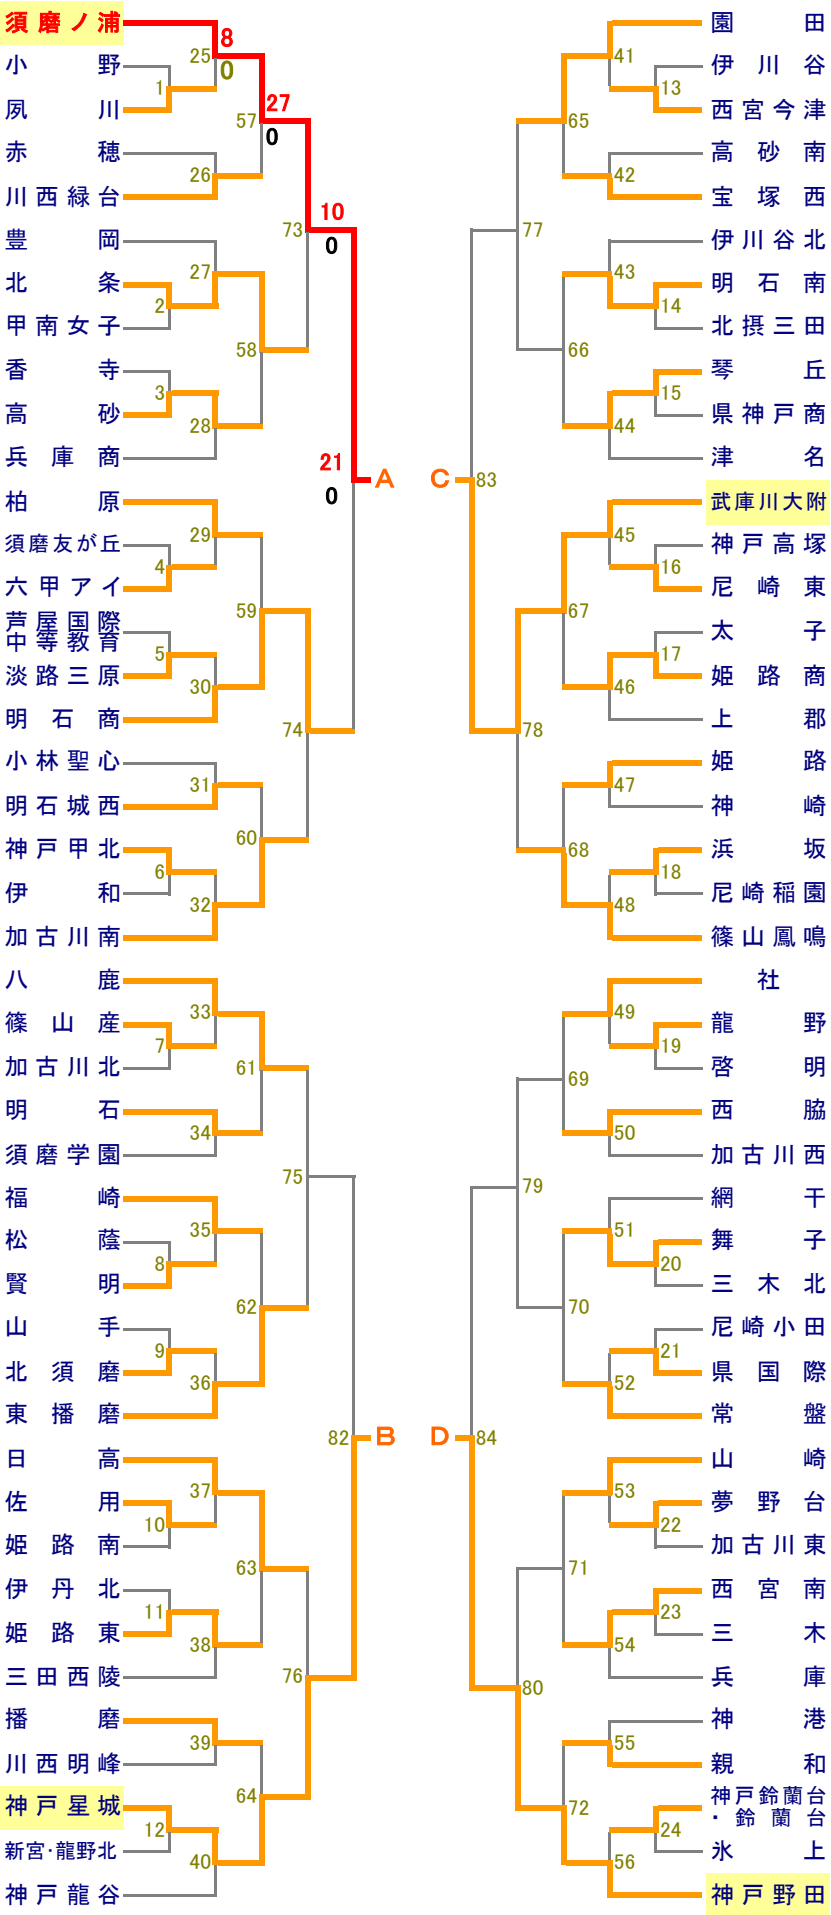 須磨ノ浦
小野
夙川
赤穂
川西緑台
豊岡
北条
甲南女子
香寺
高砂
兵庫商
柏原
須磨友が丘
六甲アイ
芦屋国際
中等教育
淡路三原
明石商
小林聖心
明石城西
神戸甲北
伊和
加古川南
八鹿
篠山産
加古川北
明石
須磨学園
福崎
松蔭
賢明
山手
北須磨
東播磨
日高
佐用
姫路南
伊丹北
姫路東
三田西陵
播磨
川西明峰
神戸星城
新宮・龍野北
神戸龍谷
1
2
3
4
5
6
7
8
9
10
11
12
25
8
0
26
27
28
29
30
31
32
33
34
35
36
37
38
39
40
57
27
0
58
59
60
61
62
63
64
73
10
0
74
75
76
21
0
A
82
B
C
83
D
84
77
78
79
80
65
66
67
68
69
70
71
72
41
42
43
44
45
46
47
48
49
50
51
52
53
54
55
56
13
14
15
16
17
18
19
20
21
22
23
24
園田
伊川谷
西宮今津
高砂南
宝塚西
伊川谷北
明石南
北摂三田
琴丘
県神戸商
津名
武庫川大附
神戸高塚
尼崎東
太子
姫路商
上郡
姫路
神崎
浜坂
尼崎稲園
篠山鳳鳴
社
龍野
啓明
西脇
加古川西
網干
舞子
三木北
尼崎小田
県国際
常盤
山崎
夢野台
加古川東
西宮南
三木
兵庫
神港
親和
神戸鈴蘭台
・鈴蘭台
氷上
神戸野田